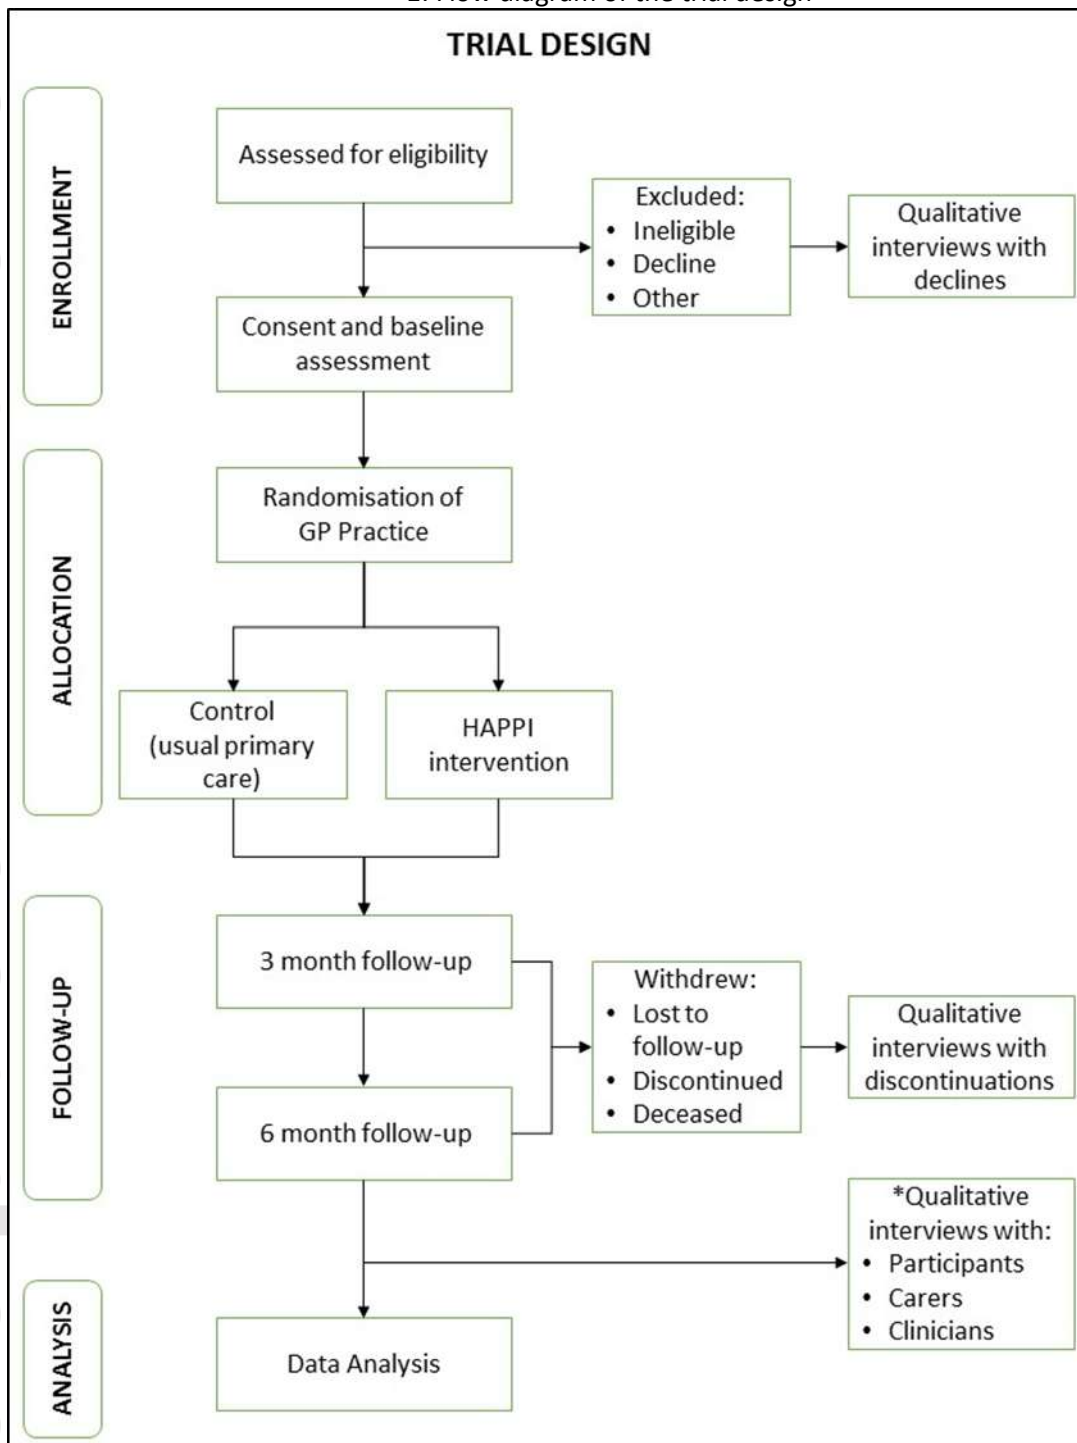 TRIAL DESIGN
ENROLLMENT
Assessed for eligibility
Excluded:
• Ineligible
• Decline
• Other
Qualitative
interviews with
declines
Consent and baseline
assessment
ALLOCATION
Randomisation of
GP Practice
Control
(usual primary
care)
HAPPI
intervention
FOLLOW-UP
3 month follow-up
Withdrew:
• Lost to
follow-up
• Discontinued
• Deceased
Qualitative
interviews with
discontinuations
6 month follow-up
*Qualitative
interviews with:
• Participants
• Carers
• Clinicians
ANALYSIS
Data Analysis